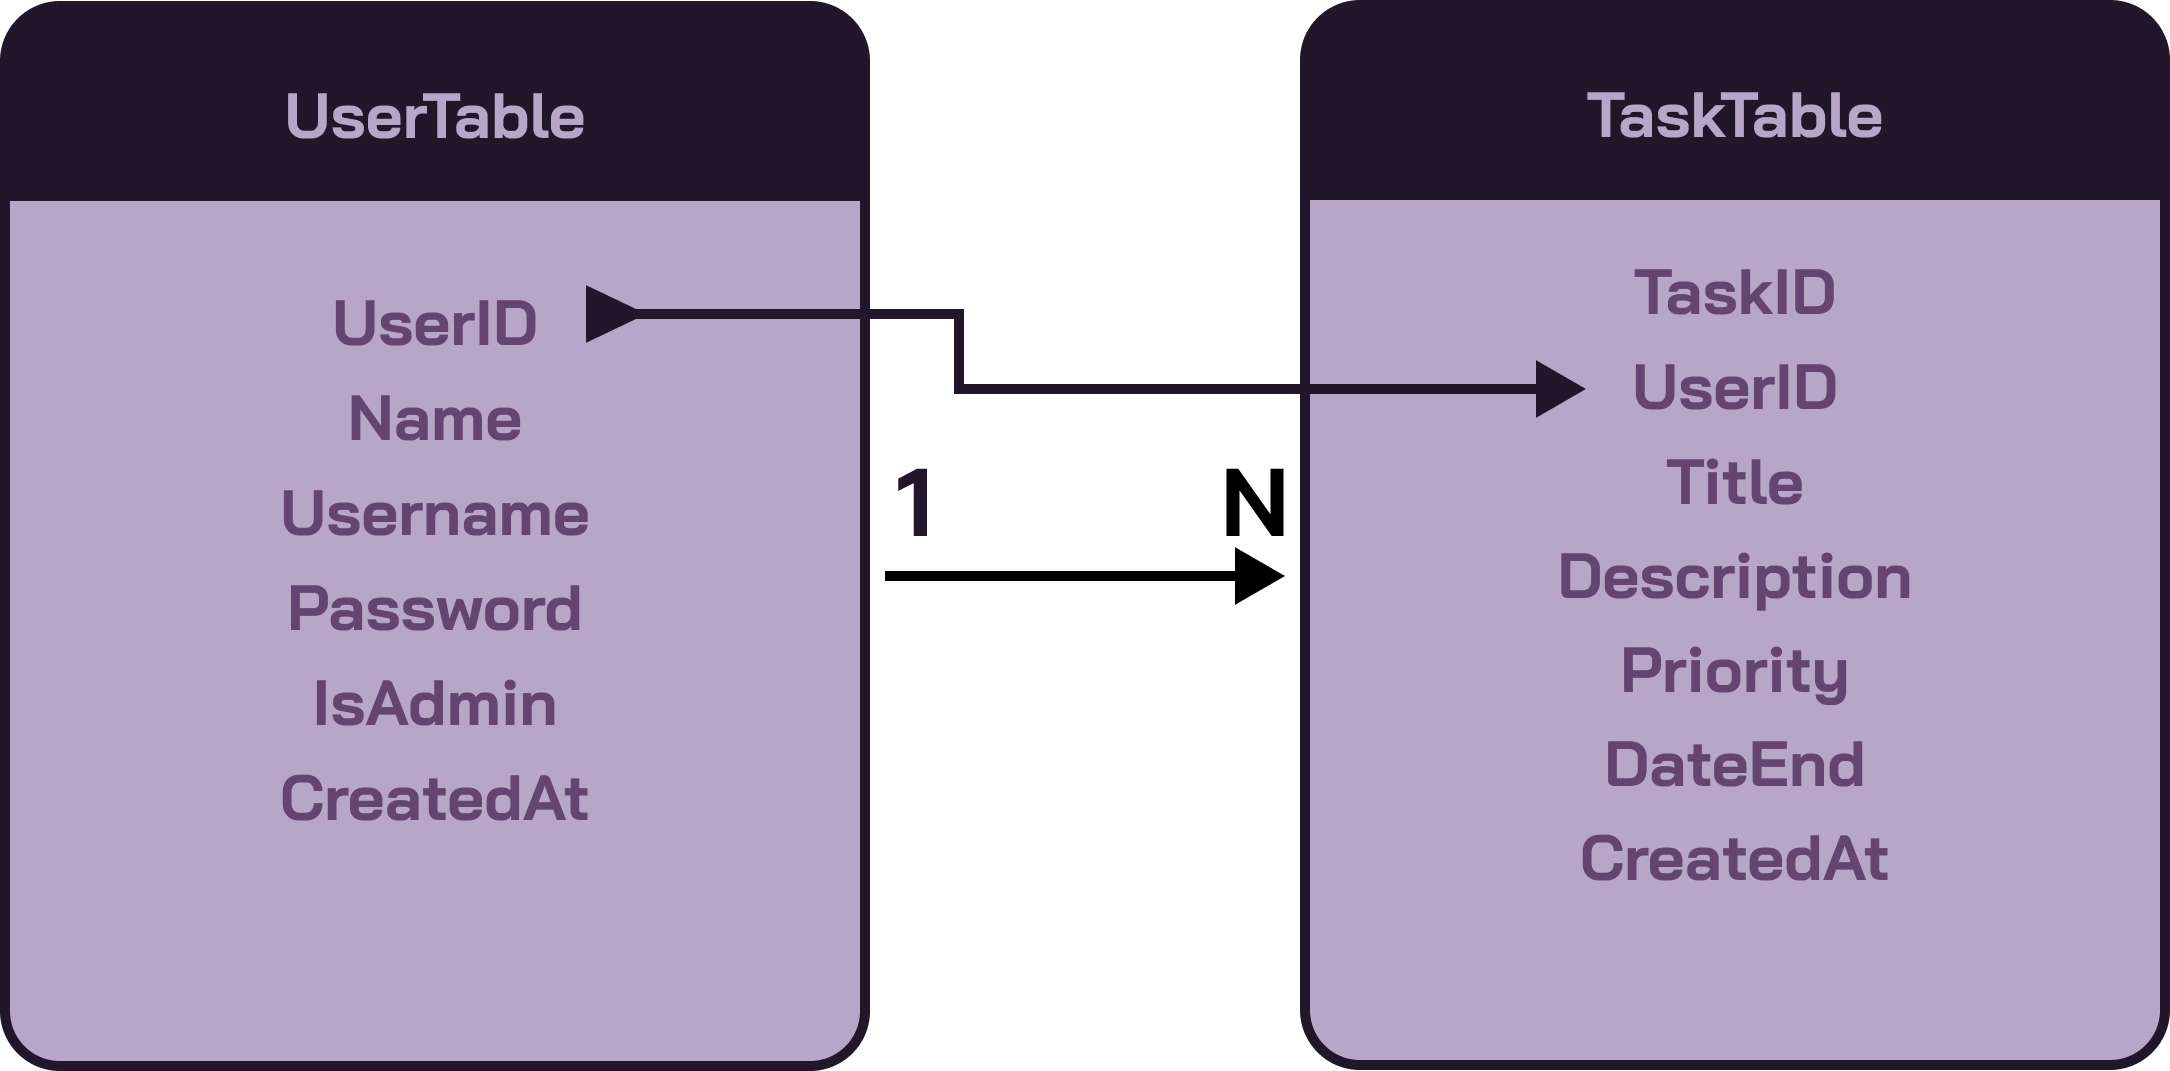 UserTable
UserID
Name
Username
Password
IsAdmin
CreatedAt
1
N
TaskTable
TaskID
UserID
Title
Description
Priority
DateEnd
CreatedAt